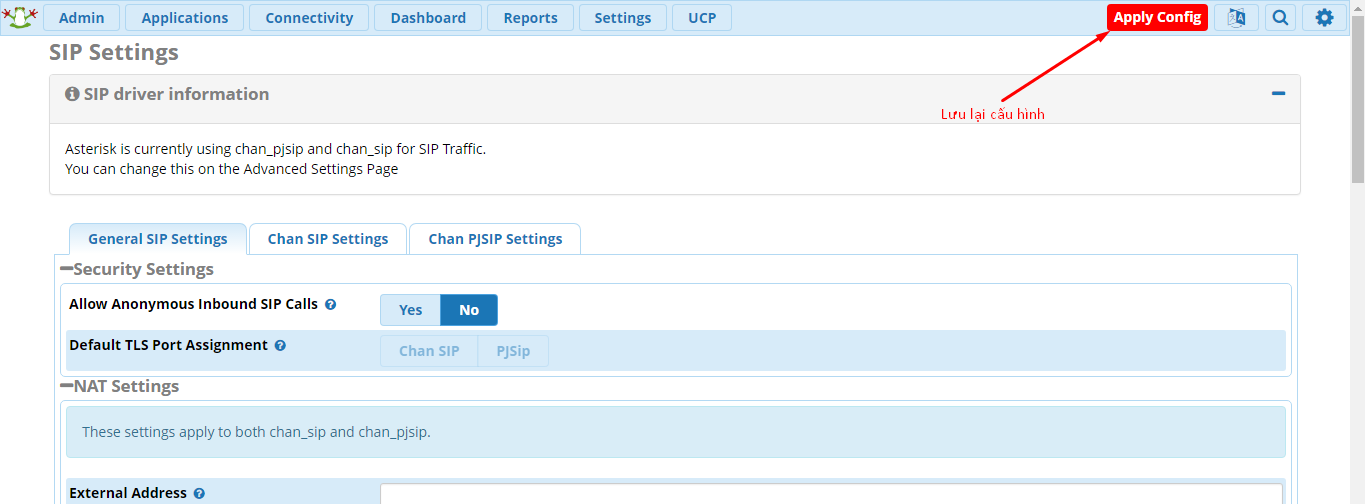 Admin Applications Connectivity Dashboard Reports Settings UCP Apply Config
SIP Settings
SIP driver information
Lưu lại cấu hình
Asterisk is currently using chan_pjsip and chan_sip for SIP Traffic.
You can change this on the Advanced Settings Page
General SIP Settings Chan SIP Settings Chan PJSIP Settings
Security Settings
Allow Anonymous Inbound SIP Calls Yes No
Default TLS Port Assignment Chan SIP PJSip
NAT Settings
These settings apply to both chan_sip and chan_pjsip.
External Address